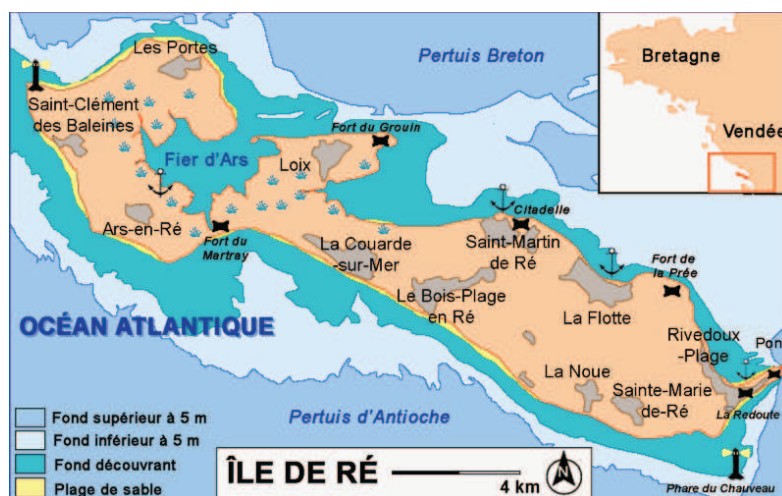 Les Portes
Pertuis Breton
Bretagne
Vendée
Saint-Clément
des Baleines
Fort du Grouin
Fier d'Ars
Loix
Ars-en-Ré
Fort du
Martray
La Couarde
-sur-Mer
Citadelle
Saint-Martin
de Ré
Fort de
la Prée
Le Bois-Plage
en Ré
La Flotte
OCÉAN ATLANTIQUE
Rivedoux
-Plage
Pon
La Noue
Sainte-Marie
de-Ré
La Redoute
Pertuis d'Antioche
Fond supérieur à 5 m
Fond inférieur à 5 m
Fond découvrant
Plage de sable
ÎLE DE RÉ
4 km
N
Phare du Chauveau